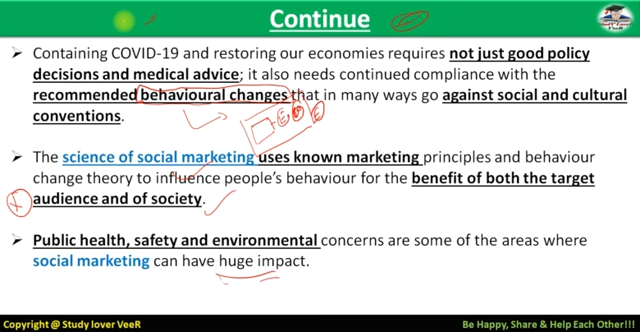 Continue
➢ Containing COVID-19 and restoring our economies requires not just good policy
decisions and medical advice; it also needs continued compliance with the
recommended behavioural changes that in many ways go against social and cultural
conventions.
➢ The science of social marketing uses known marketing principles and behaviour
change theory to influence people's behaviour for the benefit of both the target
audience and of society.
➢ Public health, safety and environmental concerns are some of the areas where
social marketing can have huge impact.
Copyright @ Study lover VeeR
Be Happy, Share & Help Each Other!!!